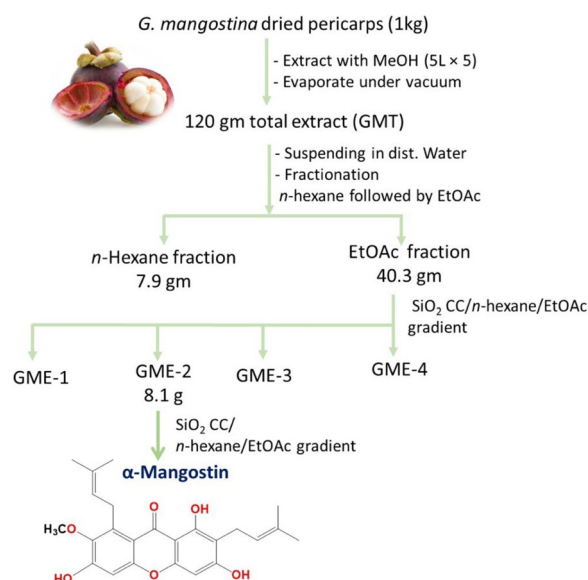 G. mangostina dried pericarps (1kg)
- Extract with MeOH (5L × 5)
- Evaporate under vacuum
120 gm total extract (GMT)
- Suspending in dist. Water
- Fractionation
n-hexane followed by EtOAc
n-Hexane fraction
7.9 gm
EtOAc fraction
40.3 gm
SiO₂ CC/n-hexane/EtOAc
gradient
GME-1
GME-2
8.1 g
GME-3
GME-4
SiO₂ CC/
n-hexane/EtOAc gradient
α-Mangostin
O
OH
H₃CO
HO
O
OH